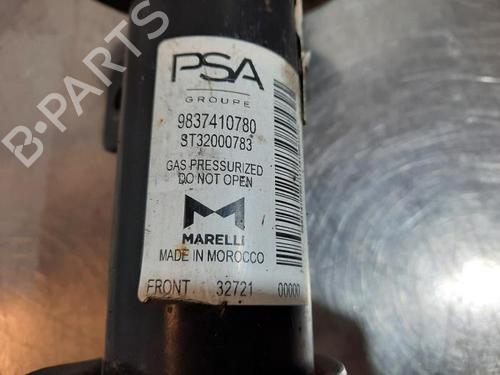 PSA
GROUPE
9837410780
ST32000783
GAS PRESSURIZED
DO NOT OPEN
MARELLI
MADE IN MOROCCO
FRONT 32721 00000
B-PARTS